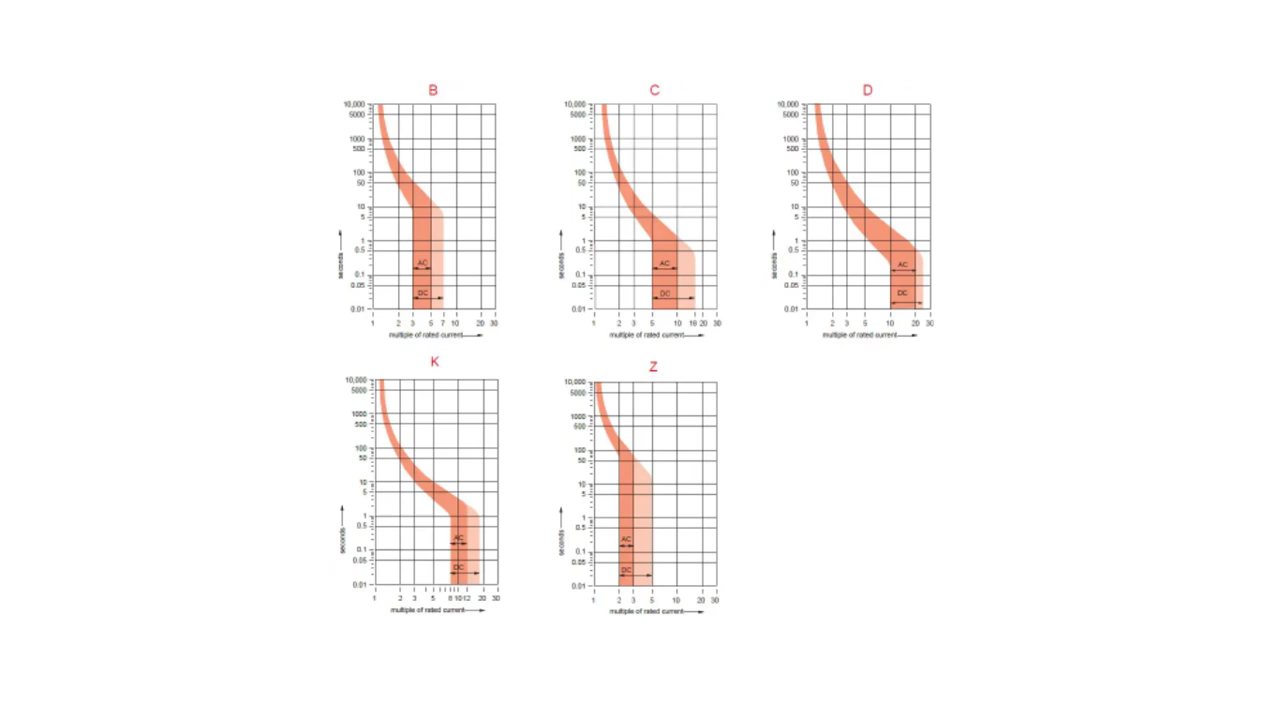 B
10,000
5000
1000
500
100
50
10
5
1
0.5
0.1
0.05
0.01
seconds
AC
DC
1 2 3 5 7 10 20 30
multiple of rated current
C
10,000
5000
1000
500
100
50
10
5
1
0.5
0.1
0.05
0.01
seconds
AC
DC
1 2 3 5 10 16 20 30
multiple of rated current
D
10,000
5000
1000
500
100
50
10
5
1
0.5
0.1
0.05
0.01
seconds
AC
DC
1 2 3 5 10 20 30
multiple of rated current
K
10,000
5000
1000
500
100
50
10
5
1
0.5
0.1
0.05
0.01
seconds
AC
DC
1 2 3 5 8 10 12 20 30
multiple of rated current
Z
10,000
5000
1000
500
100
50
10
5
1
0.5
0.1
0.05
0.01
seconds
AC
DC
1 2 3 5 10 20 30
multiple of rated current